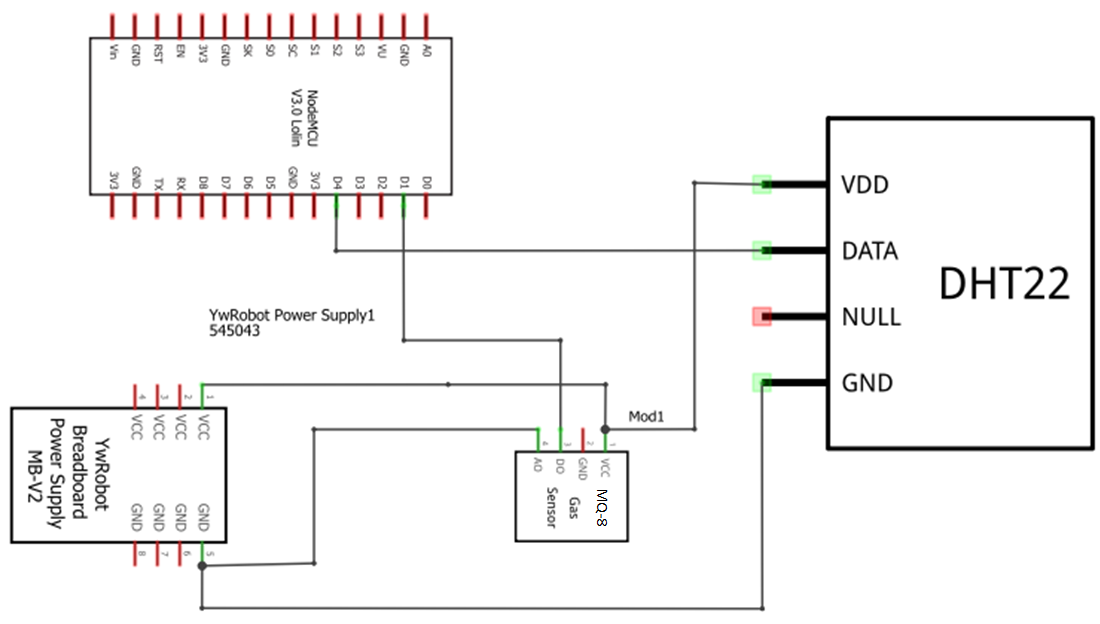 Vin GND RST EN 3V3 GND SK S0 SC S1 S2 S3 VU GND A0
NodeMCU
V3.0 Lolin
3V3 GND TX RX D8 D7 D6 D5 GND 3V3 D4 D3 D2 D1 D0
VDD
DATA
DHT22
NULL
GND
YwRobot Power Supply1
545043
4 3 2 1
VCC VCC VCC VCC
YwRobot
Breadboard
Power Supply
MB-V2
GND GND GND GND
8 7 6 5
Mod1
4 3 2 1
AO DO GND VCC
MQ-8
Gas
Sensor